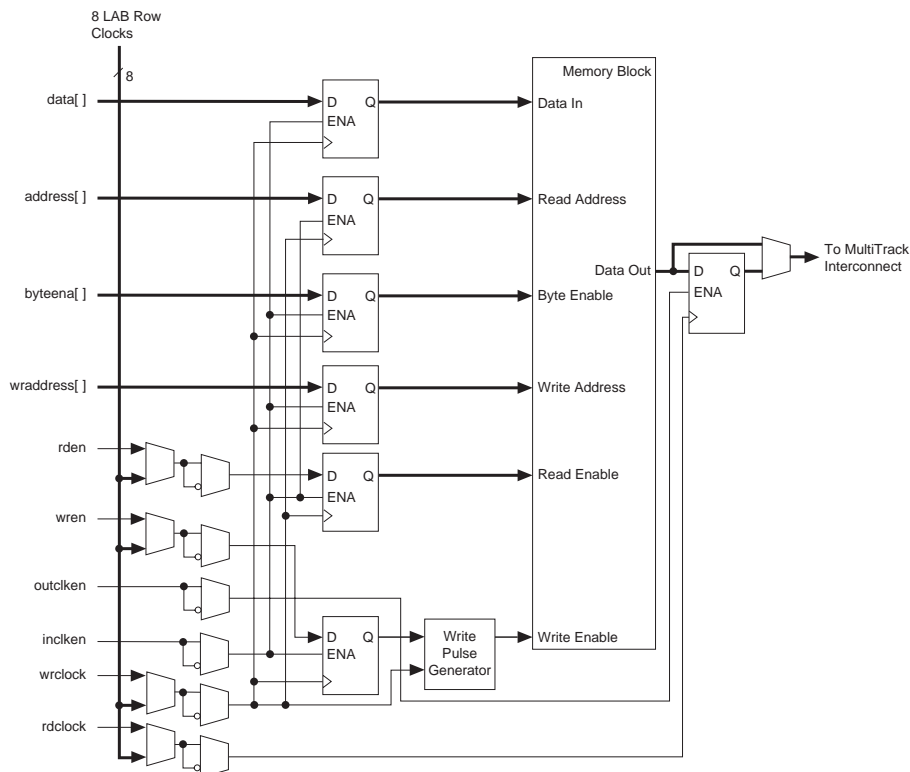 8 LAB Row
Clocks
8
data[ ]
D Q
ENA
Memory Block
Data In
address[ ]
D Q
ENA
Read Address
To MultiTrack
Interconnect
Data Out
D Q
ENA
byteena[ ]
D Q
ENA
Byte Enable
wraddress[ ]
D Q
ENA
Write Address
rden
D Q
ENA
Read Enable
wren
outclken
inclken
D Q
ENA
Write
Pulse
Generator
Write Enable
wrclock
rdclock